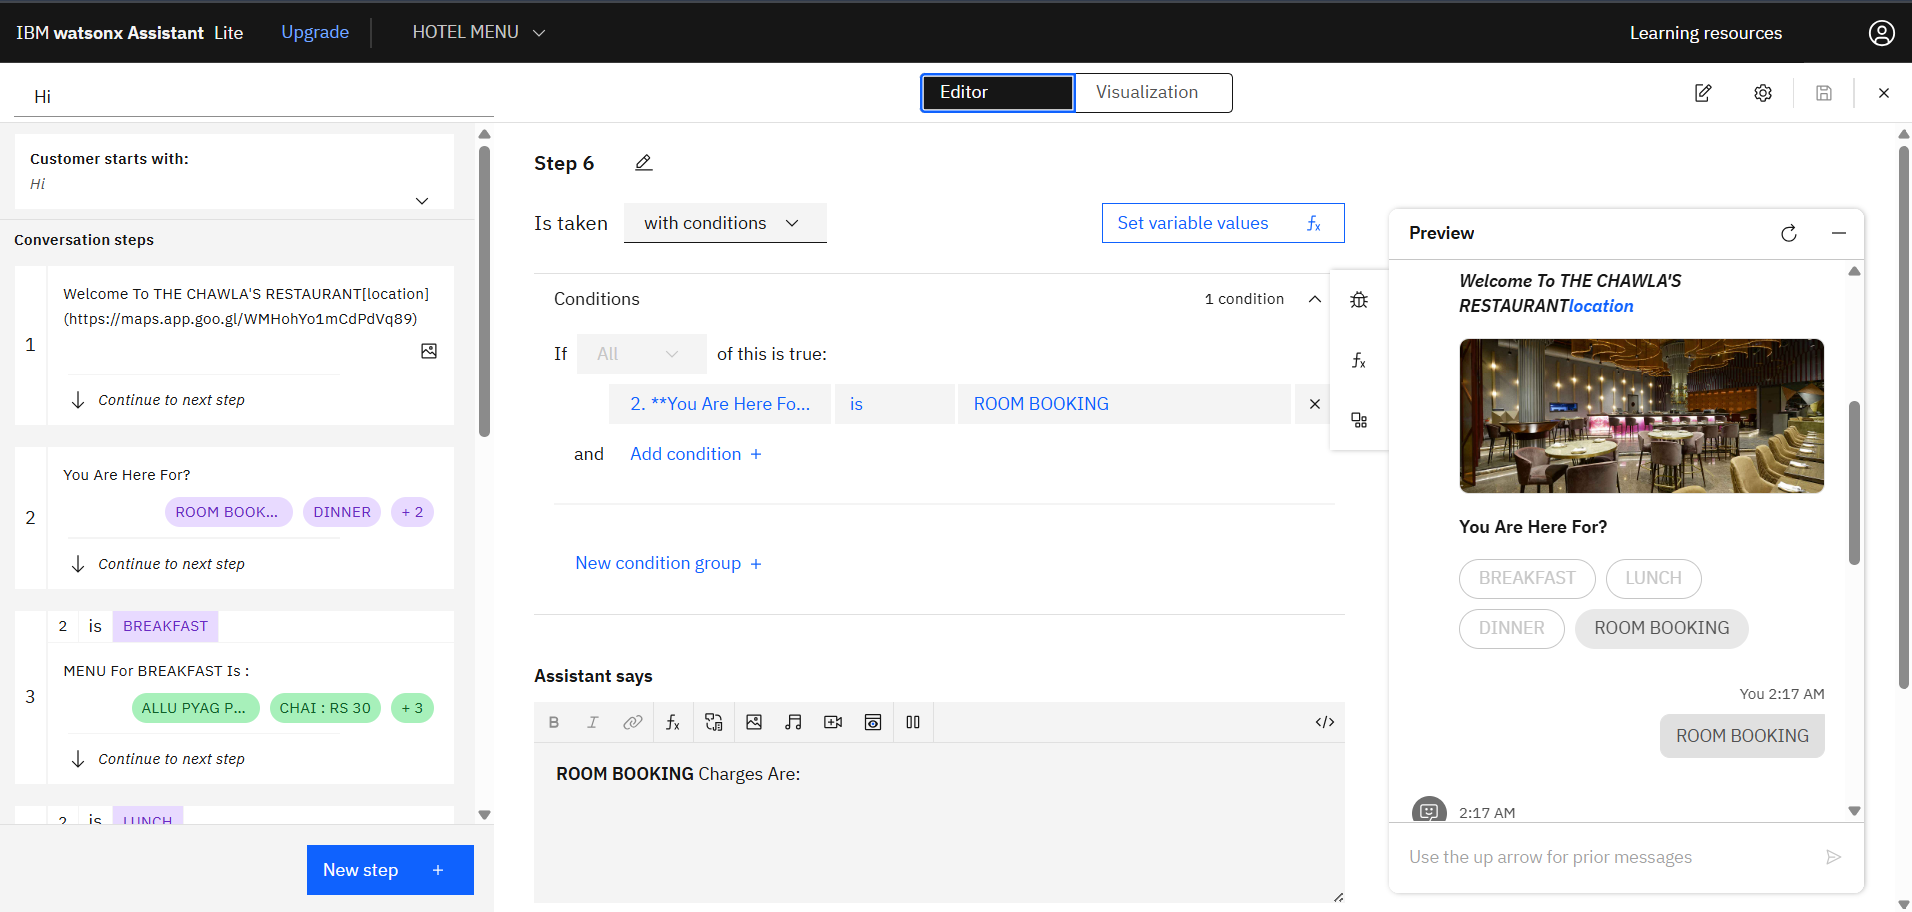 IBM watsonx Assistant Lite
Upgrade
HOTEL MENU
Learning resources
Hi
Editor
Visualization
Customer starts with:
Hi
Conversation steps
1
Welcome To THE CHAWLA'S RESTAURANT[location]
(https://maps.app.goo.gl/WMHohYo1mCdPdVq89)
Continue to next step
2
You Are Here For?
ROOM BOOK...
DINNER
+ 2
Continue to next step
2 is BREAKFAST
3
MENU For BREAKFAST Is :
ALLU PYAG P...
CHAI : RS 30
+ 3
Continue to next step
2 is LUNCH
New step +
Step 6
Is taken
with conditions
Set variable values
fx
Conditions
1 condition
If
All
of this is true:
2. **You Are Here Fo...
is
ROOM BOOKING
and
Add condition +
New condition group +
Assistant says
B
I
fx
</>
ROOM BOOKING Charges Are:
fx
Preview
Welcome To THE CHAWLA'S
RESTAURANTlocation
You Are Here For?
BREAKFAST
LUNCH
DINNER
ROOM BOOKING
You 2:17 AM
ROOM BOOKING
2:17 AM
Use the up arrow for prior messages